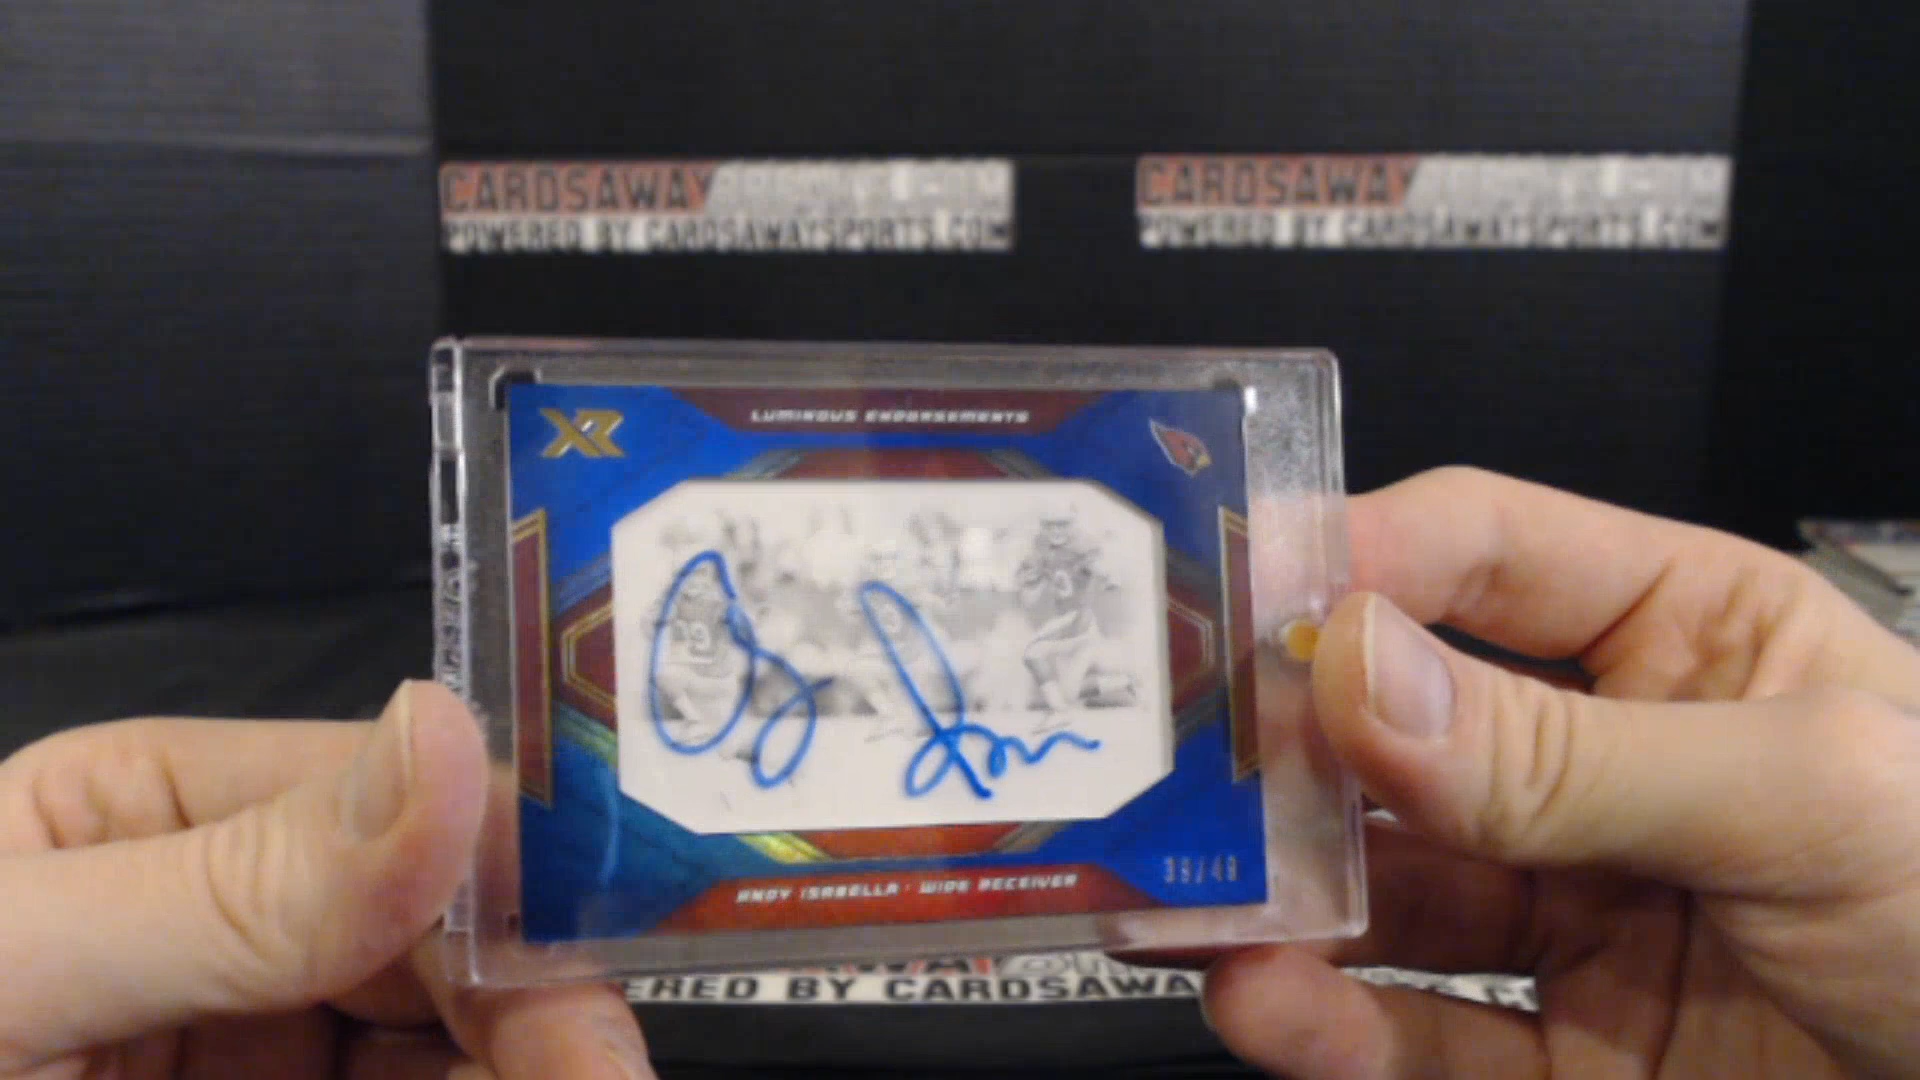 CARDSAWAY
POWERED BY CARDSAWAYSPORTS.COM
CARDSAWAY
POWERED BY CARDSAWAYSPORTS.COM
XR
LUMINOUS ENDORSEMENTS
ANDY ISABELLA · WIDE RECEIVER
ERED BY CARDSAWA